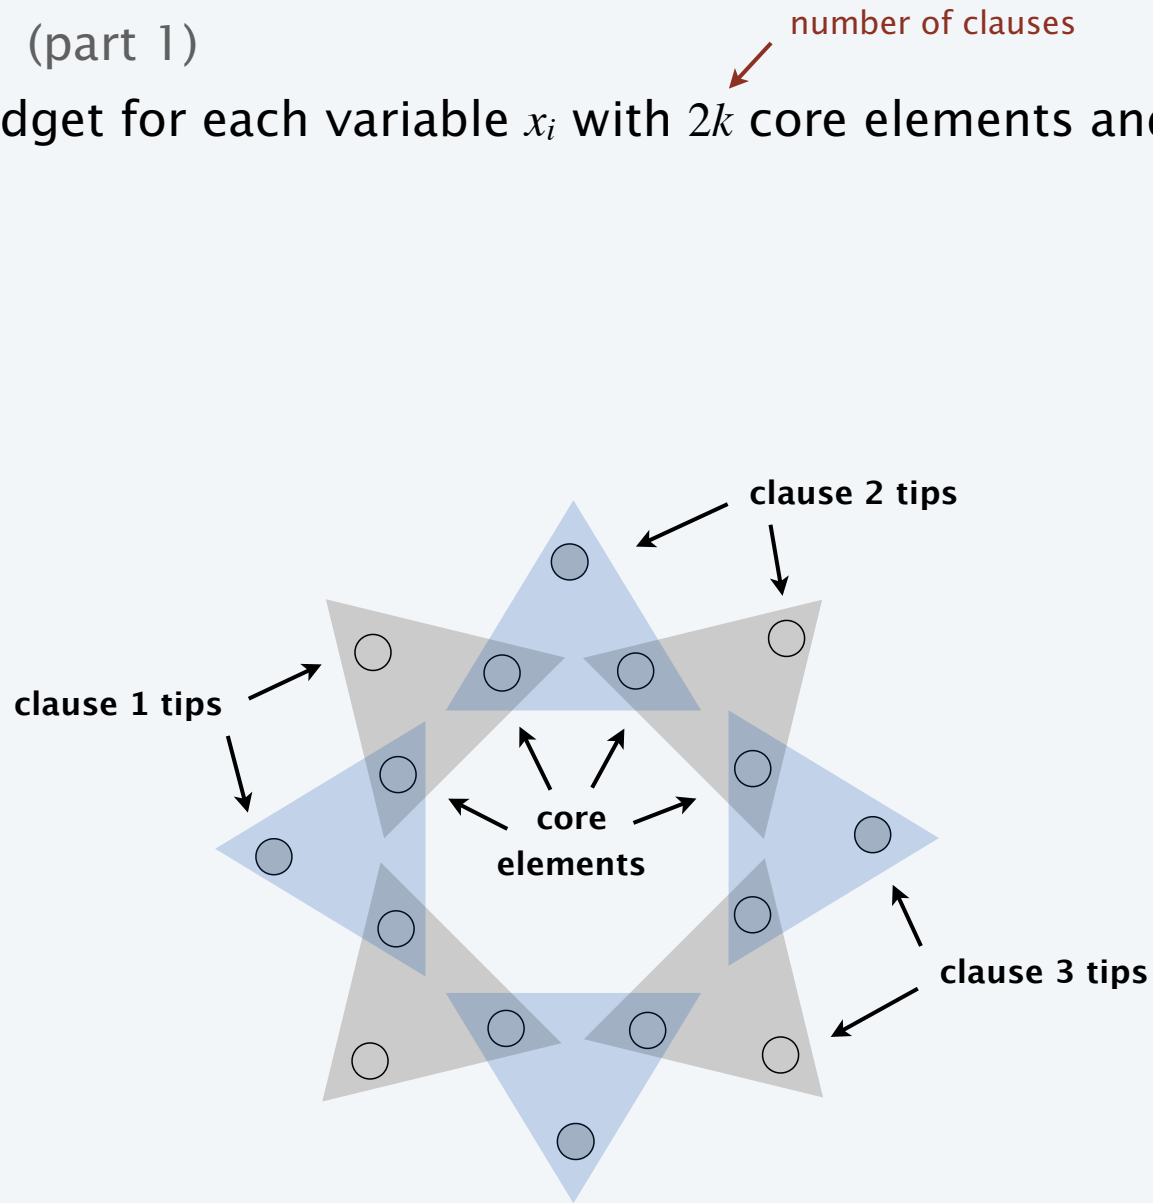 number of clauses
(part 1)
dget for each variable xᵢ with 2k core elements and
clause 2 tips
clause 1 tips
core
elements
clause 3 tips